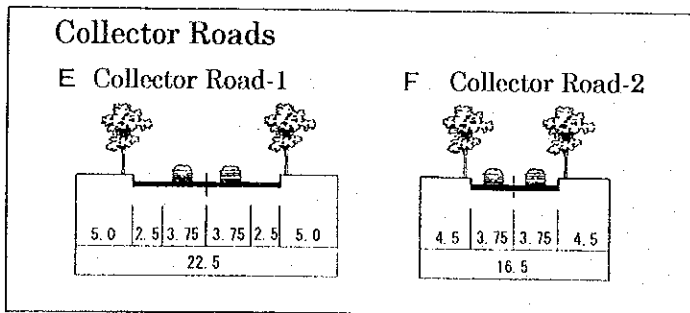 Collector Roads
E Collector Road-1
F Collector Road-2
5.0 2.5 3.75 3.75 2.5 5.0
22.5
4.5 3.75 3.75 4.5
16.5